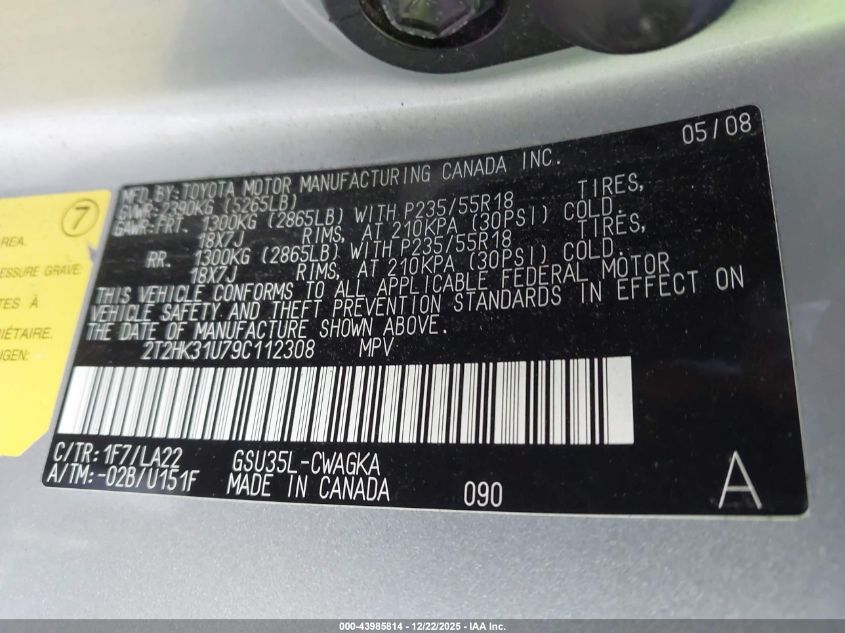 05/08
MFD BY: TOYOTA MOTOR MANUFACTURING CANADA INC.
GVWR: 2390KG (5265LB)
GAWR: FRT. 1300KG (2865LB) WITH P235/55R18 TIRES,
18X7J RIMS, AT 210KPA (30PSI) COLD.
RR. 1300KG (2865LB) WITH P235/55R18 TIRES,
18X7J RIMS, AT 210KPA (30PSI) COLD.
THIS VEHICLE CONFORMS TO ALL APPLICABLE FEDERAL MOTOR
VEHICLE SAFETY AND THEFT PREVENTION STANDARDS IN EFFECT ON
THE DATE OF MANUFACTURE SHOWN ABOVE.
2T2HK31U79C112308 MPV
C/TR: 1F7/LA22 GSU35L-CWAGKA
A/TM: -02B/U151F MADE IN CANADA 090 A
7
AREA.
ESSURE GRAVE
TES À
RIÉTAIRE.
000-43985814 - 12/22/2025 - IAA Inc.